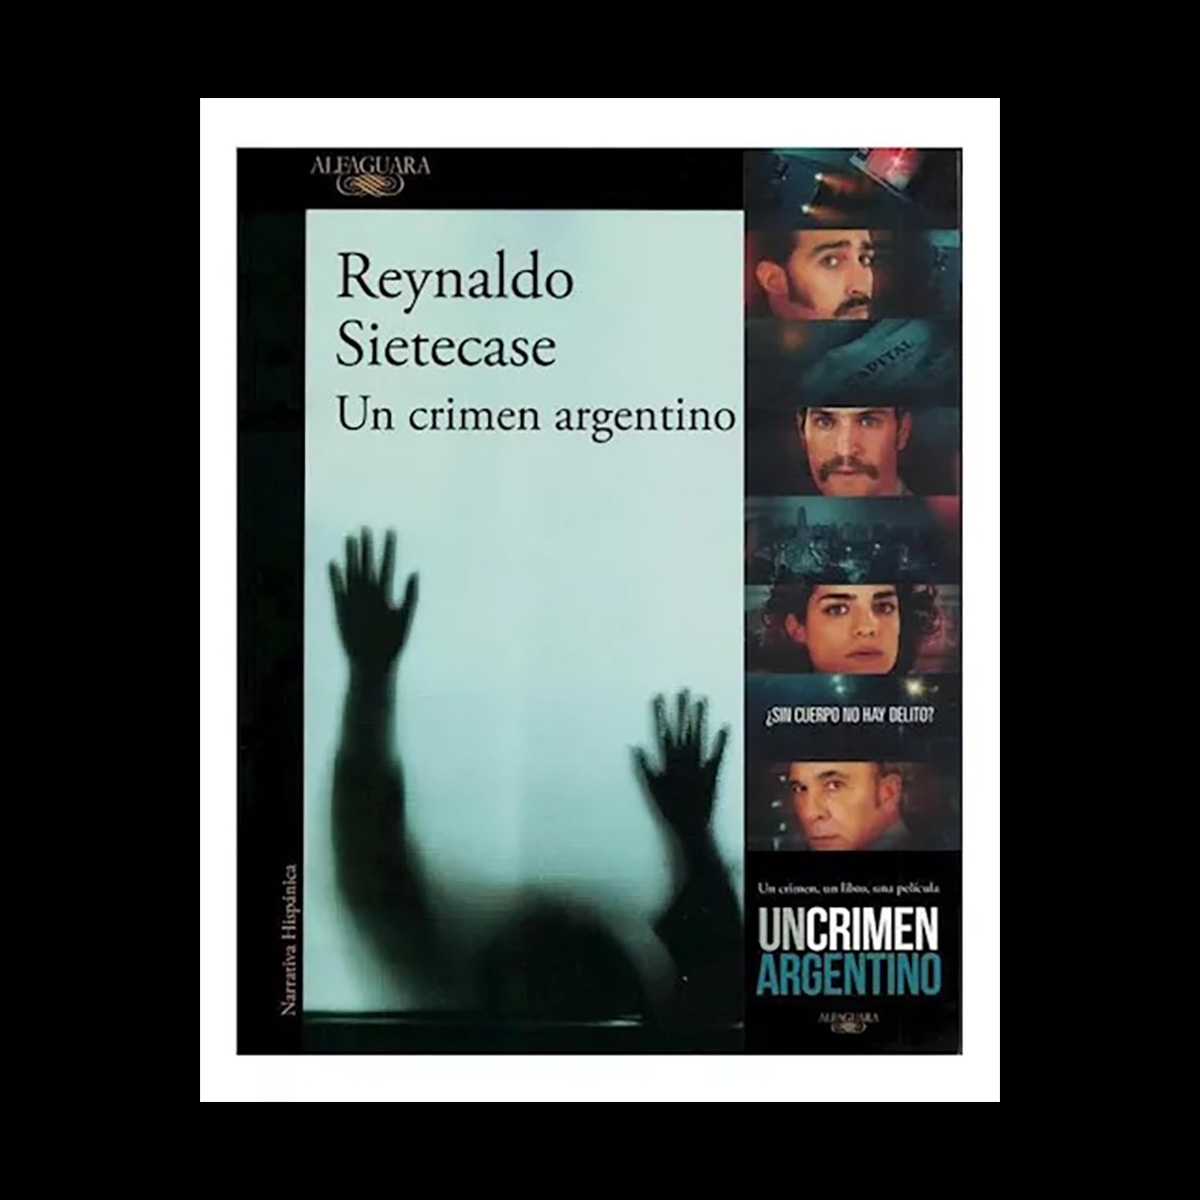 ALFAGUARA
Reynaldo
Sietecase
Un crimen argentino
Narrativa Hispánica
CAPITAL
¿SIN CUERPO NO HAY DELITO?
Un crimen, un libro, una película
UNCRIMEN
ARGENTINO
ALFAGUARA